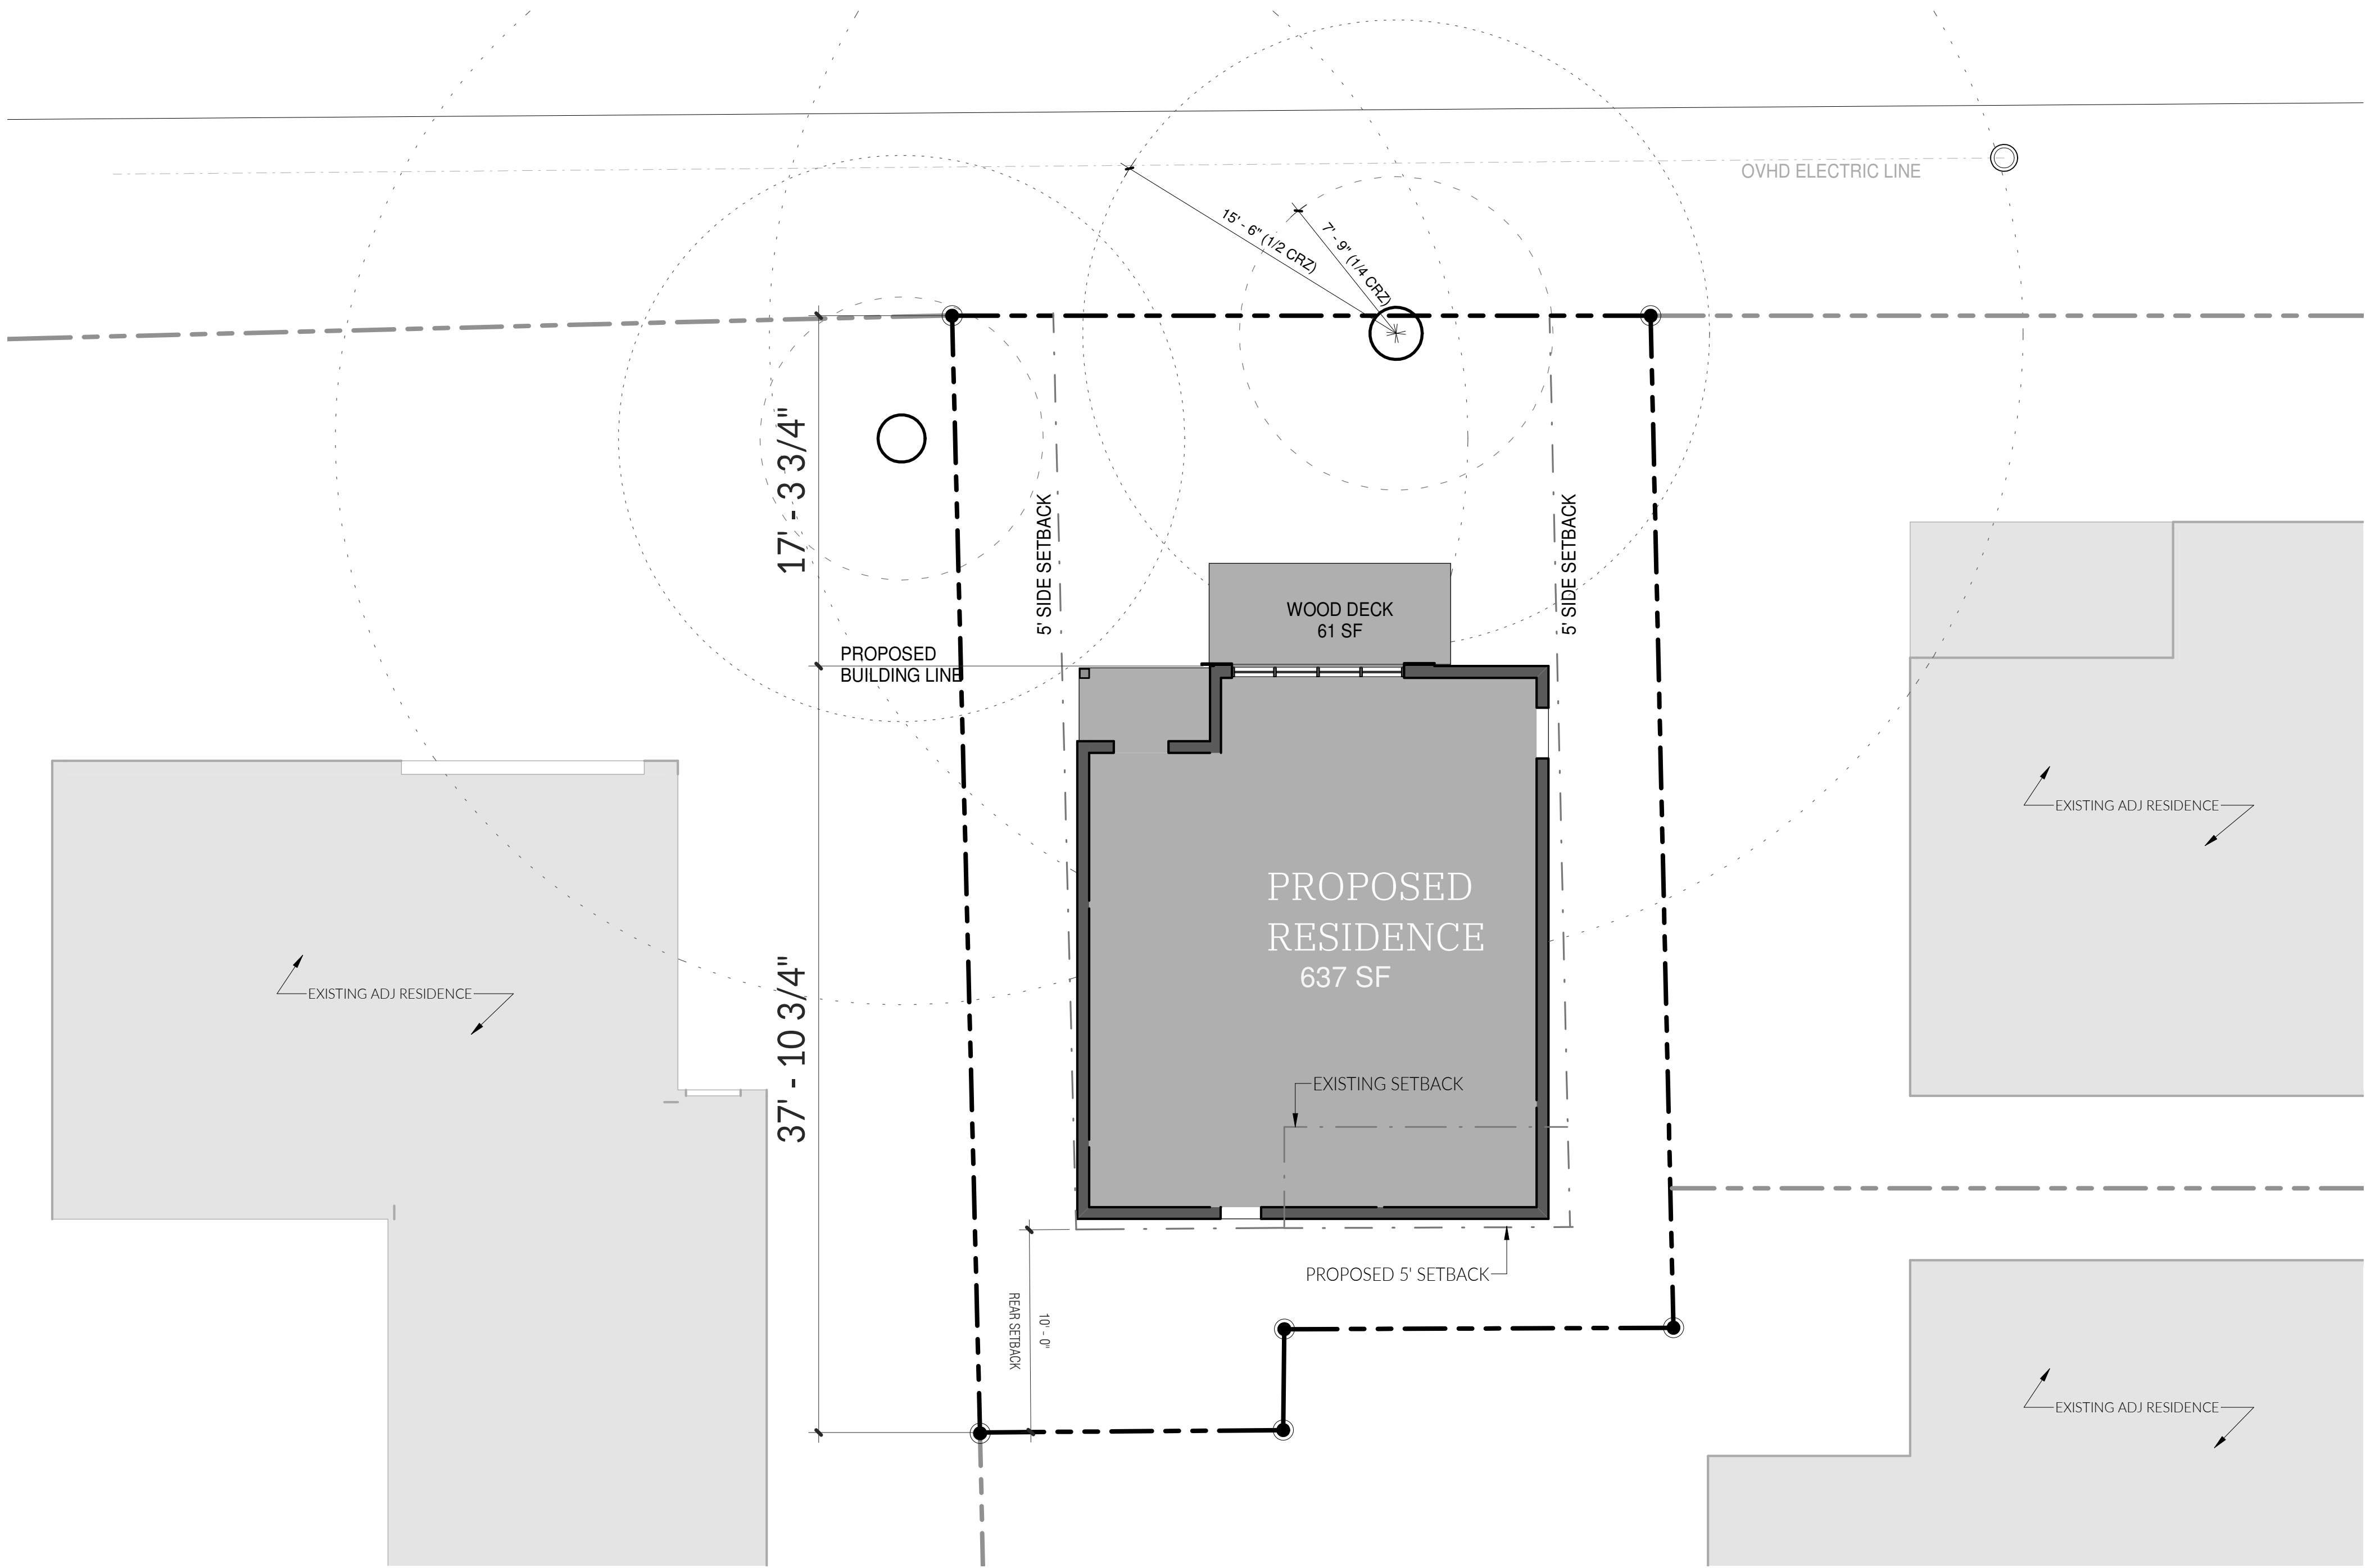 OVHD ELECTRIC LINE
15' - 6" (1/2 CRZ)
7' - 9" (1/4 CRZ)
17' - 3 3/4"
5' SIDE SETBACK
5' SIDE SETBACK
WOOD DECK
61 SF
PROPOSED
BUILDING LINE
EXISTING ADJ RESIDENCE
PROPOSED
RESIDENCE
637 SF
EXISTING ADJ RESIDENCE
37' - 10 3/4"
EXISTING SETBACK
PROPOSED 5' SETBACK
10' - 0"
REAR SETBACK
EXISTING ADJ RESIDENCE